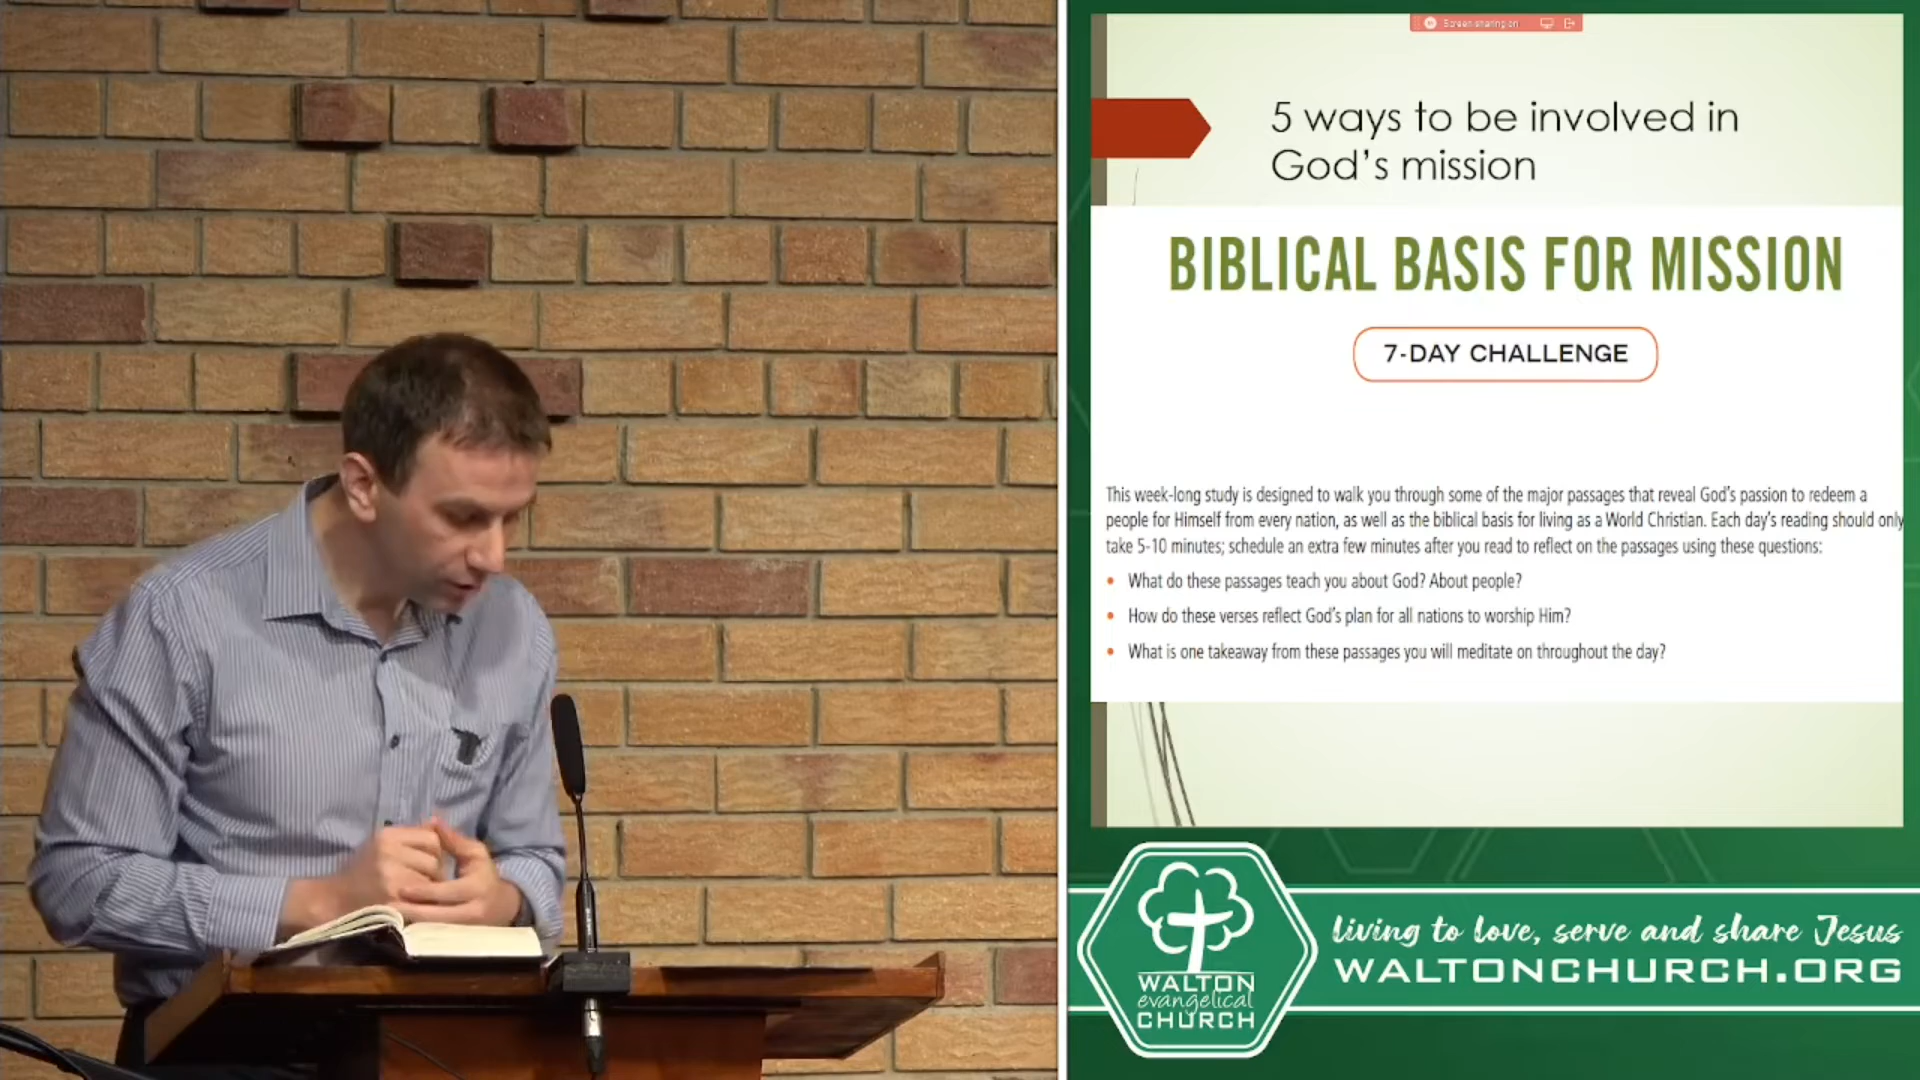 Screen sharing on
5 ways to be involved in
God's mission
BIBLICAL BASIS FOR MISSION
7-DAY CHALLENGE
This week-long study is designed to walk you through some of the major passages that reveal God's passion to redeem a
people for Himself from every nation, as well as the biblical basis for living as a World Christian. Each day's reading should only
take 5-10 minutes; schedule an extra few minutes after you read to reflect on the passages using these questions:
• What do these passages teach you about God? About people?
• How do these verses reflect God's plan for all nations to worship Him?
• What is one takeaway from these passages you will meditate on throughout the day?
living to love, serve and share Jesus
WALTONCHURCH.ORG
WALTON
evangelical
CHURCH